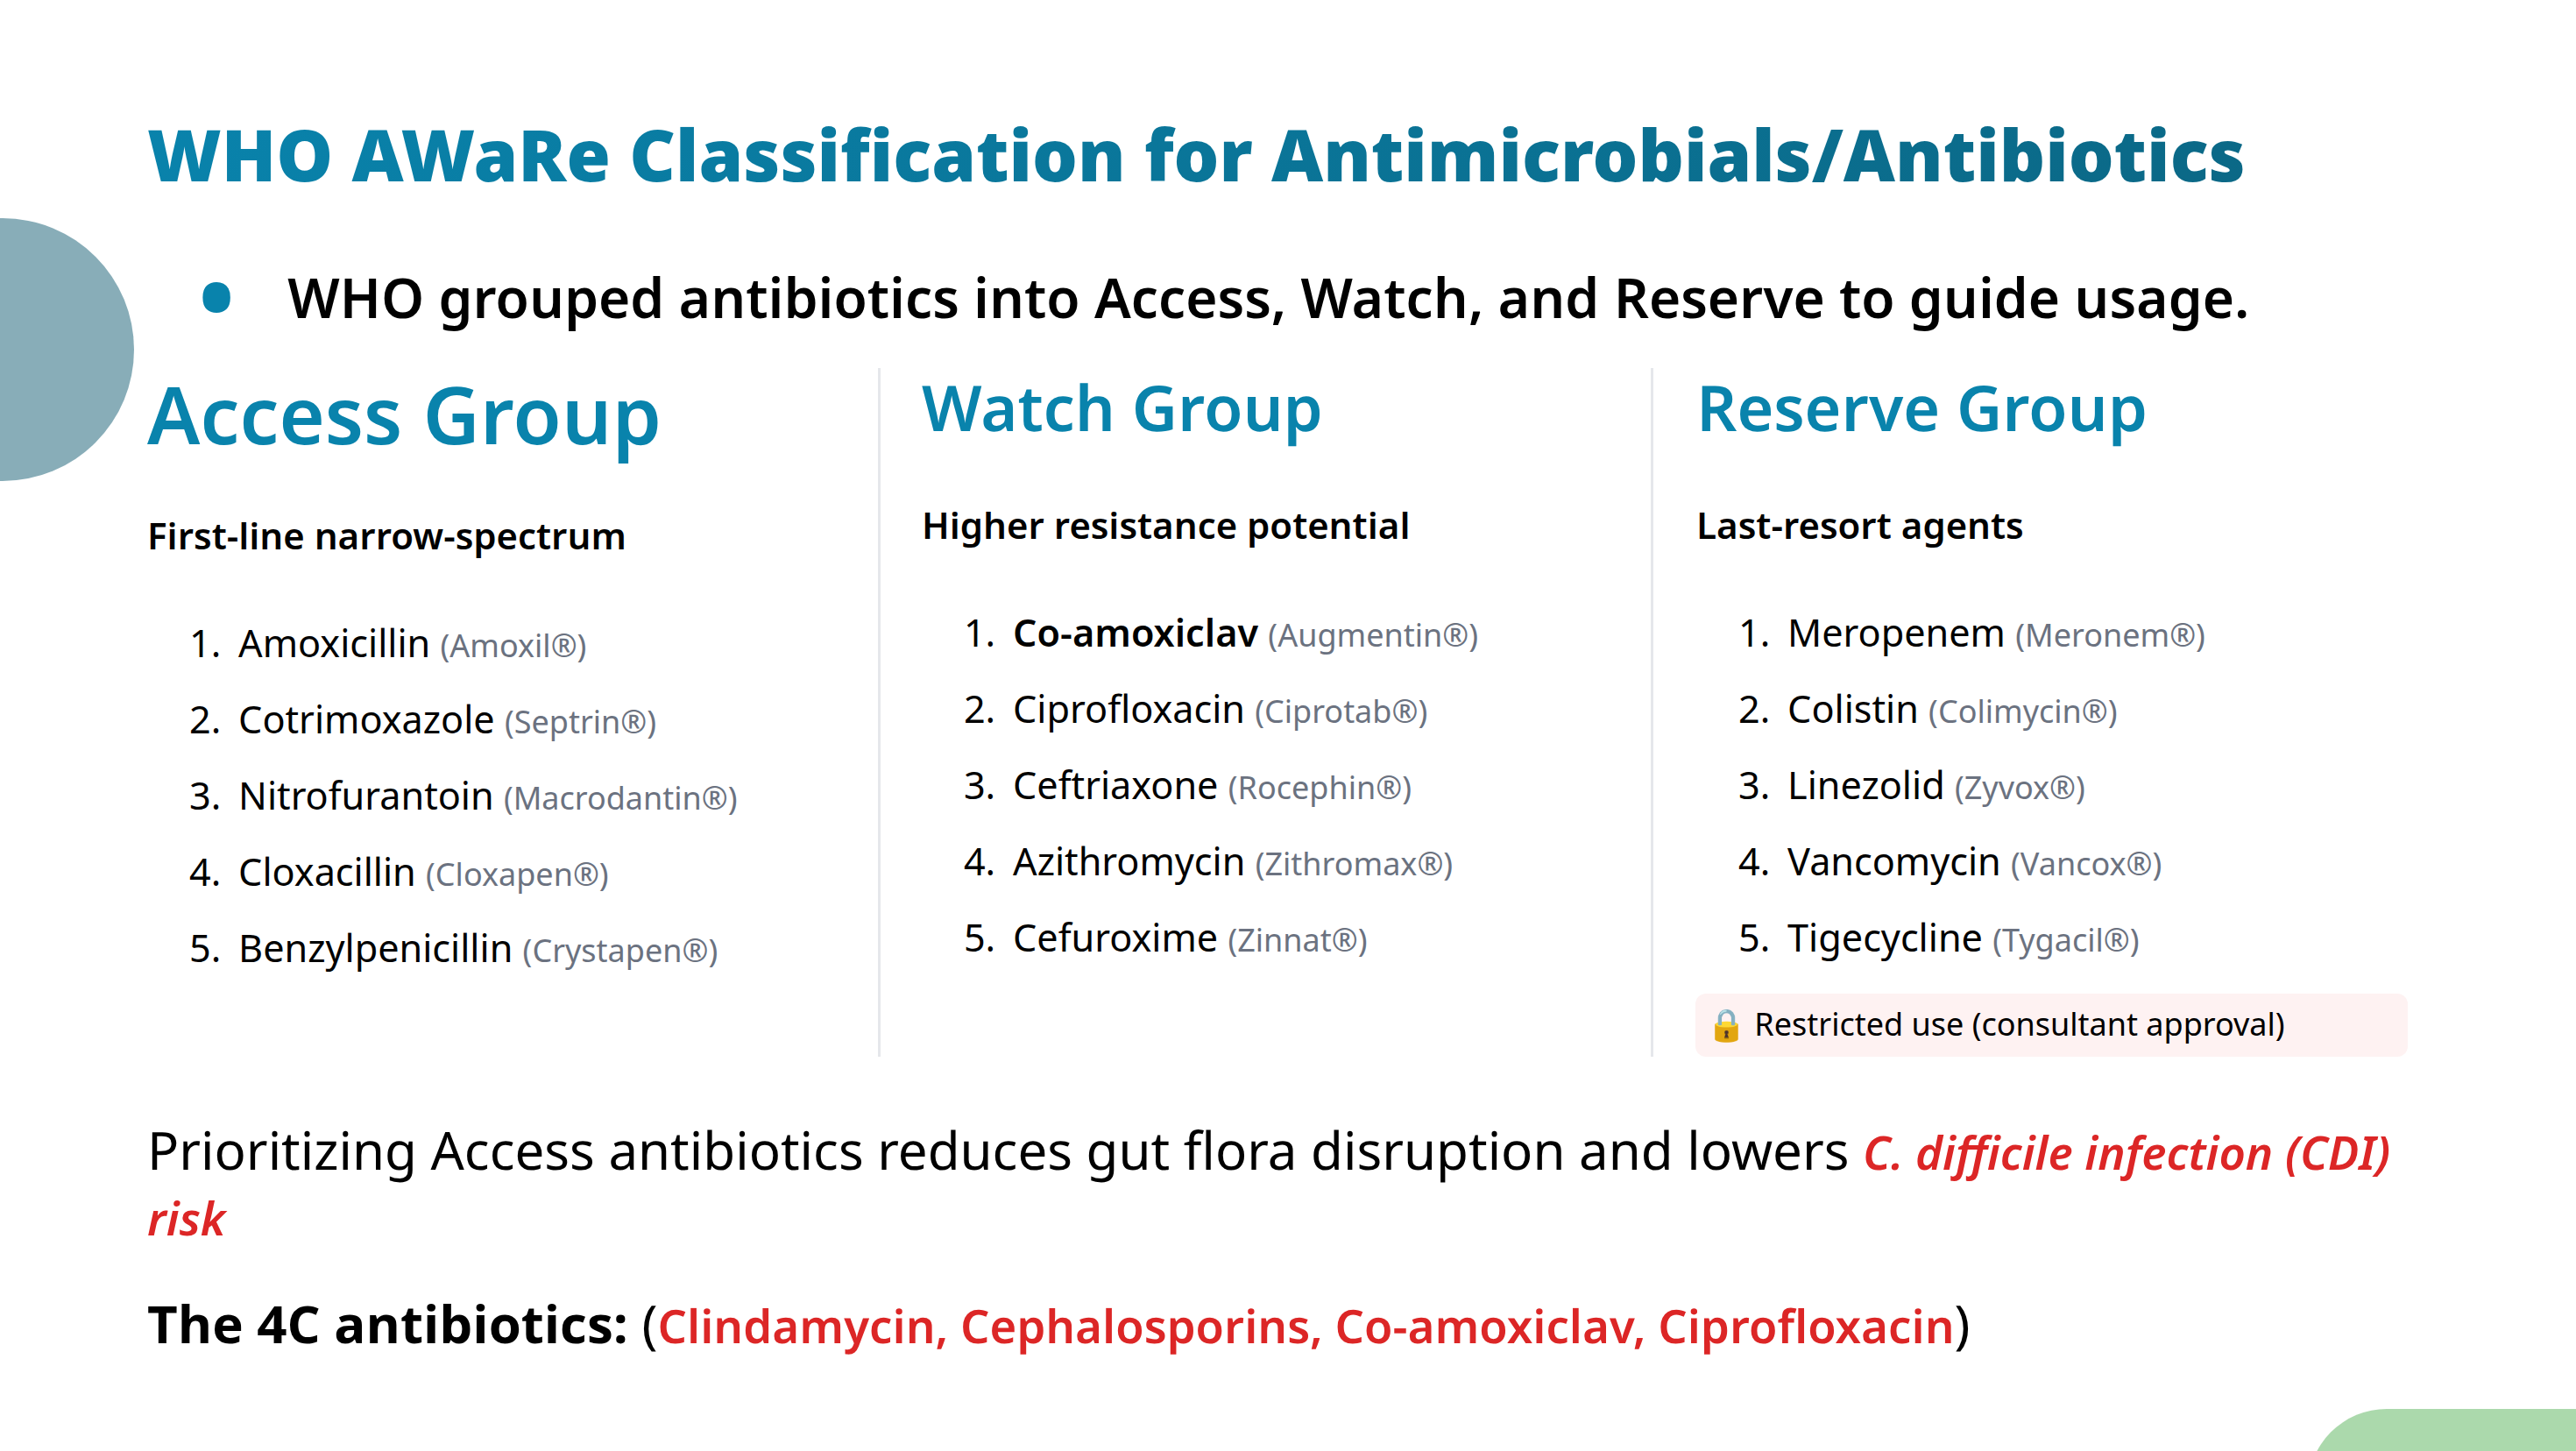 WHO AWaRe Classification for Antimicrobials/Antibiotics
• WHO grouped antibiotics into Access, Watch, and Reserve to guide usage.
Access Group
First-line narrow-spectrum
1. Amoxicillin (Amoxil®)
2. Cotrimoxazole (Septrin®)
3. Nitrofurantoin (Macrodantin®)
4. Cloxacillin (Cloxapen®)
5. Benzylpenicillin (Crystapen®)
Watch Group
Higher resistance potential
1. Co-amoxiclav (Augmentin®)
2. Ciprofloxacin (Ciprotab®)
3. Ceftriaxone (Rocephin®)
4. Azithromycin (Zithromax®)
5. Cefuroxime (Zinnat®)
Reserve Group
Last-resort agents
1. Meropenem (Meronem®)
2. Colistin (Colimycin®)
3. Linezolid (Zyvox®)
4. Vancomycin (Vancox®)
5. Tigecycline (Tygacil®)
🔒 Restricted use (consultant approval)
Prioritizing Access antibiotics reduces gut flora disruption and lowers C. difficile infection (CDI)
risk
The 4C antibiotics: (Clindamycin, Cephalosporins, Co-amoxiclav, Ciprofloxacin)